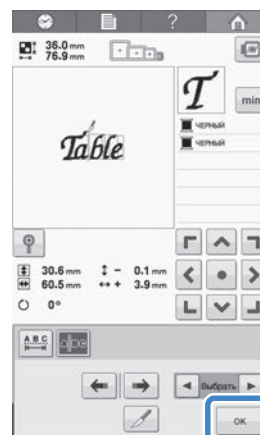 ?
36.0 mm
76.9 mm
T
min
ЧЕРНЫЙ
ЧЕРНЫЙ
Table
30.6 mm
60.5 mm
− 0.1 mm
+ 3.9 mm
0°
ABC
abc
Выбрать
OK